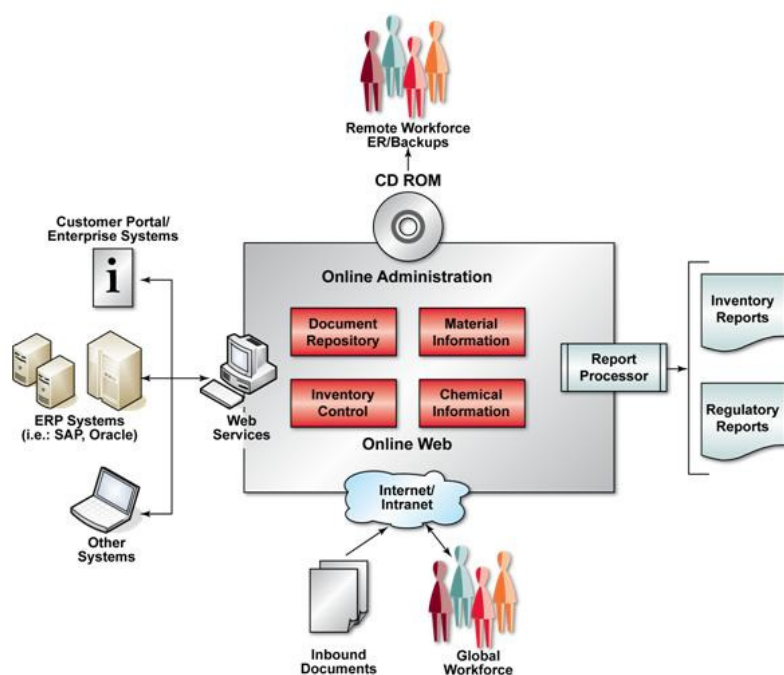 Remote Workforce
ER/Backups
CD ROM
Customer Portal/
Enterprise Systems
i
Online Administration
Document
Repository
Material
Information
Inventory
Reports
ERP Systems
(i.e.: SAP, Oracle)
Web
Services
Inventory
Control
Chemical
Information
Report
Processor
Regulatory
Reports
Online Web
Other
Systems
Internet/
Intranet
Inbound
Documents
Global
Workforce